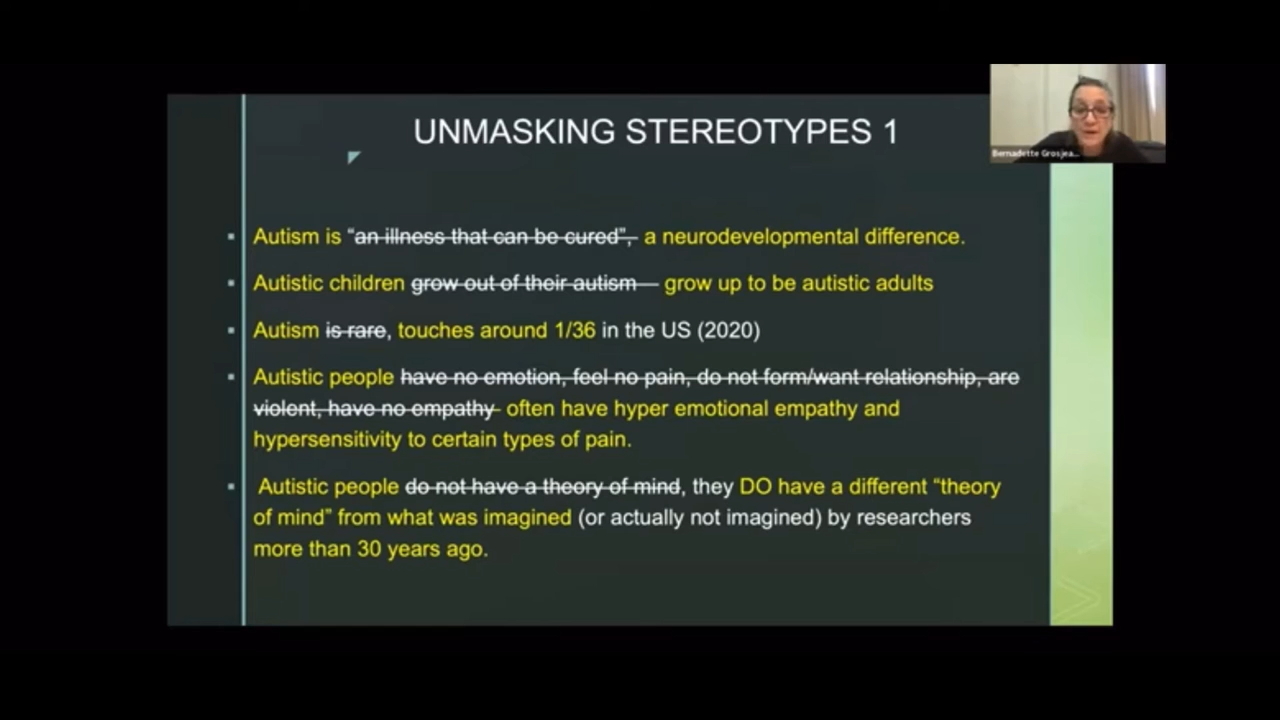 UNMASKING STEREOTYPES 1
Bernadette Grosjea...
▪ Autism is “an illness that can be cured”, a neurodevelopmental difference.
▪ Autistic children grow out of their autism grow up to be autistic adults
▪ Autism is rare, touches around 1/36 in the US (2020)
▪ Autistic people have no emotion, feel no pain, do not form/want relationship, are
violent, have no empathy often have hyper emotional empathy and
hypersensitivity to certain types of pain.
▪ Autistic people do not have a theory of mind, they DO have a different “theory
of mind” from what was imagined (or actually not imagined) by researchers
more than 30 years ago.